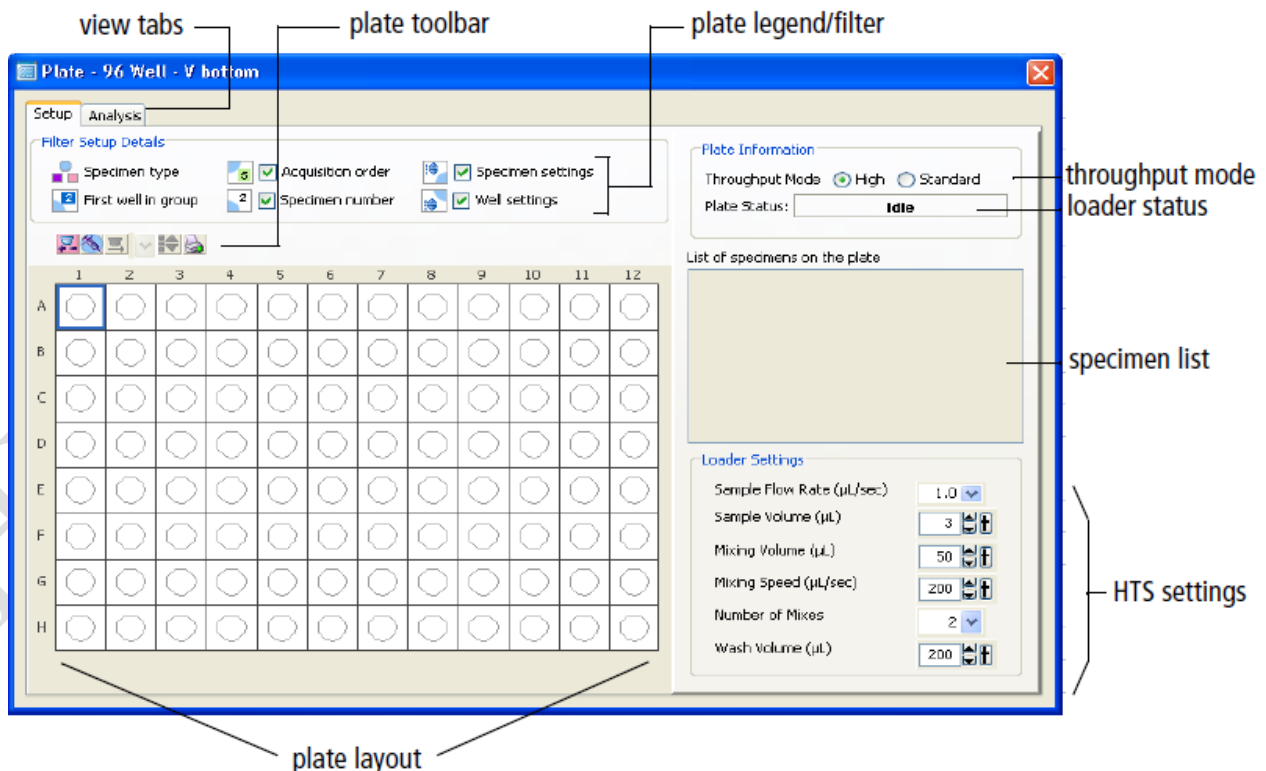 view tabs
plate toolbar
plate legend/filter
Plate - 96 Well - V bottom
Setup Analysis
Filter Setup Details
Specimen type
5 Acquisition order
Specimen settings
2 First well in group
2 Specimen number
Well settings
Plate Information
Throughput Mode High Standard
Plate Status: Idle
throughput mode
loader status
List of specimens on the plate
1 2 3 4 5 6 7 8 9 10 11 12
A
B
C
D
E
F
G
H
specimen list
Loader Settings
Sample Flow Rate (µL/sec) 1.0
Sample Volume (µL) 3
Mixing Volume (µL) 50
Mixing Speed (µL/sec) 200
Number of Mixes 2
Wash Volume (µL) 200
HTS settings
plate layout